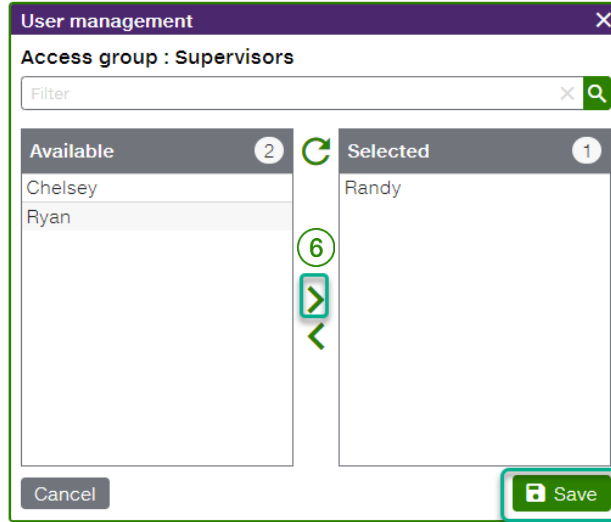 User management
Access group : Supervisors
Filter
Available 2
Selected 1
Chelsey
Randy
Ryan
6
Cancel
Save